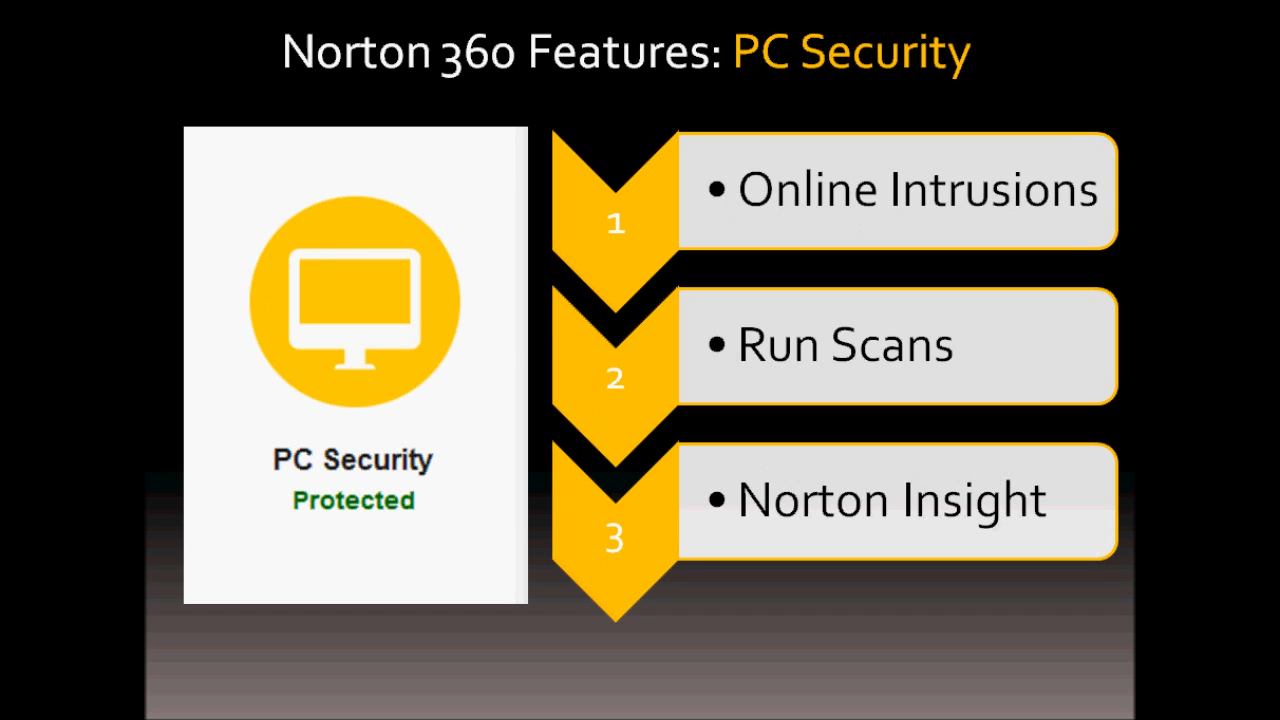 Norton 360 Features: PC Security
PC Security
Protected
1
• Online Intrusions
2
• Run Scans
3
• Norton Insight